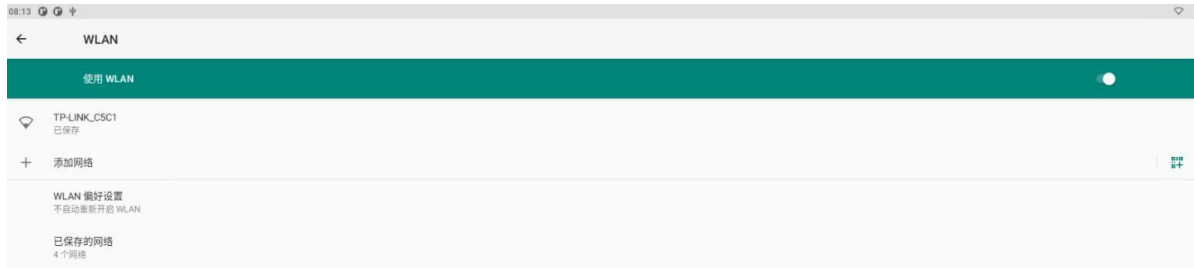 08:13
WLAN
使用 WLAN
TP-LINK_C5C1
已保存
添加网络
WLAN 偏好设置
不自动重新开启 WLAN
已保存的网络
4 个网络